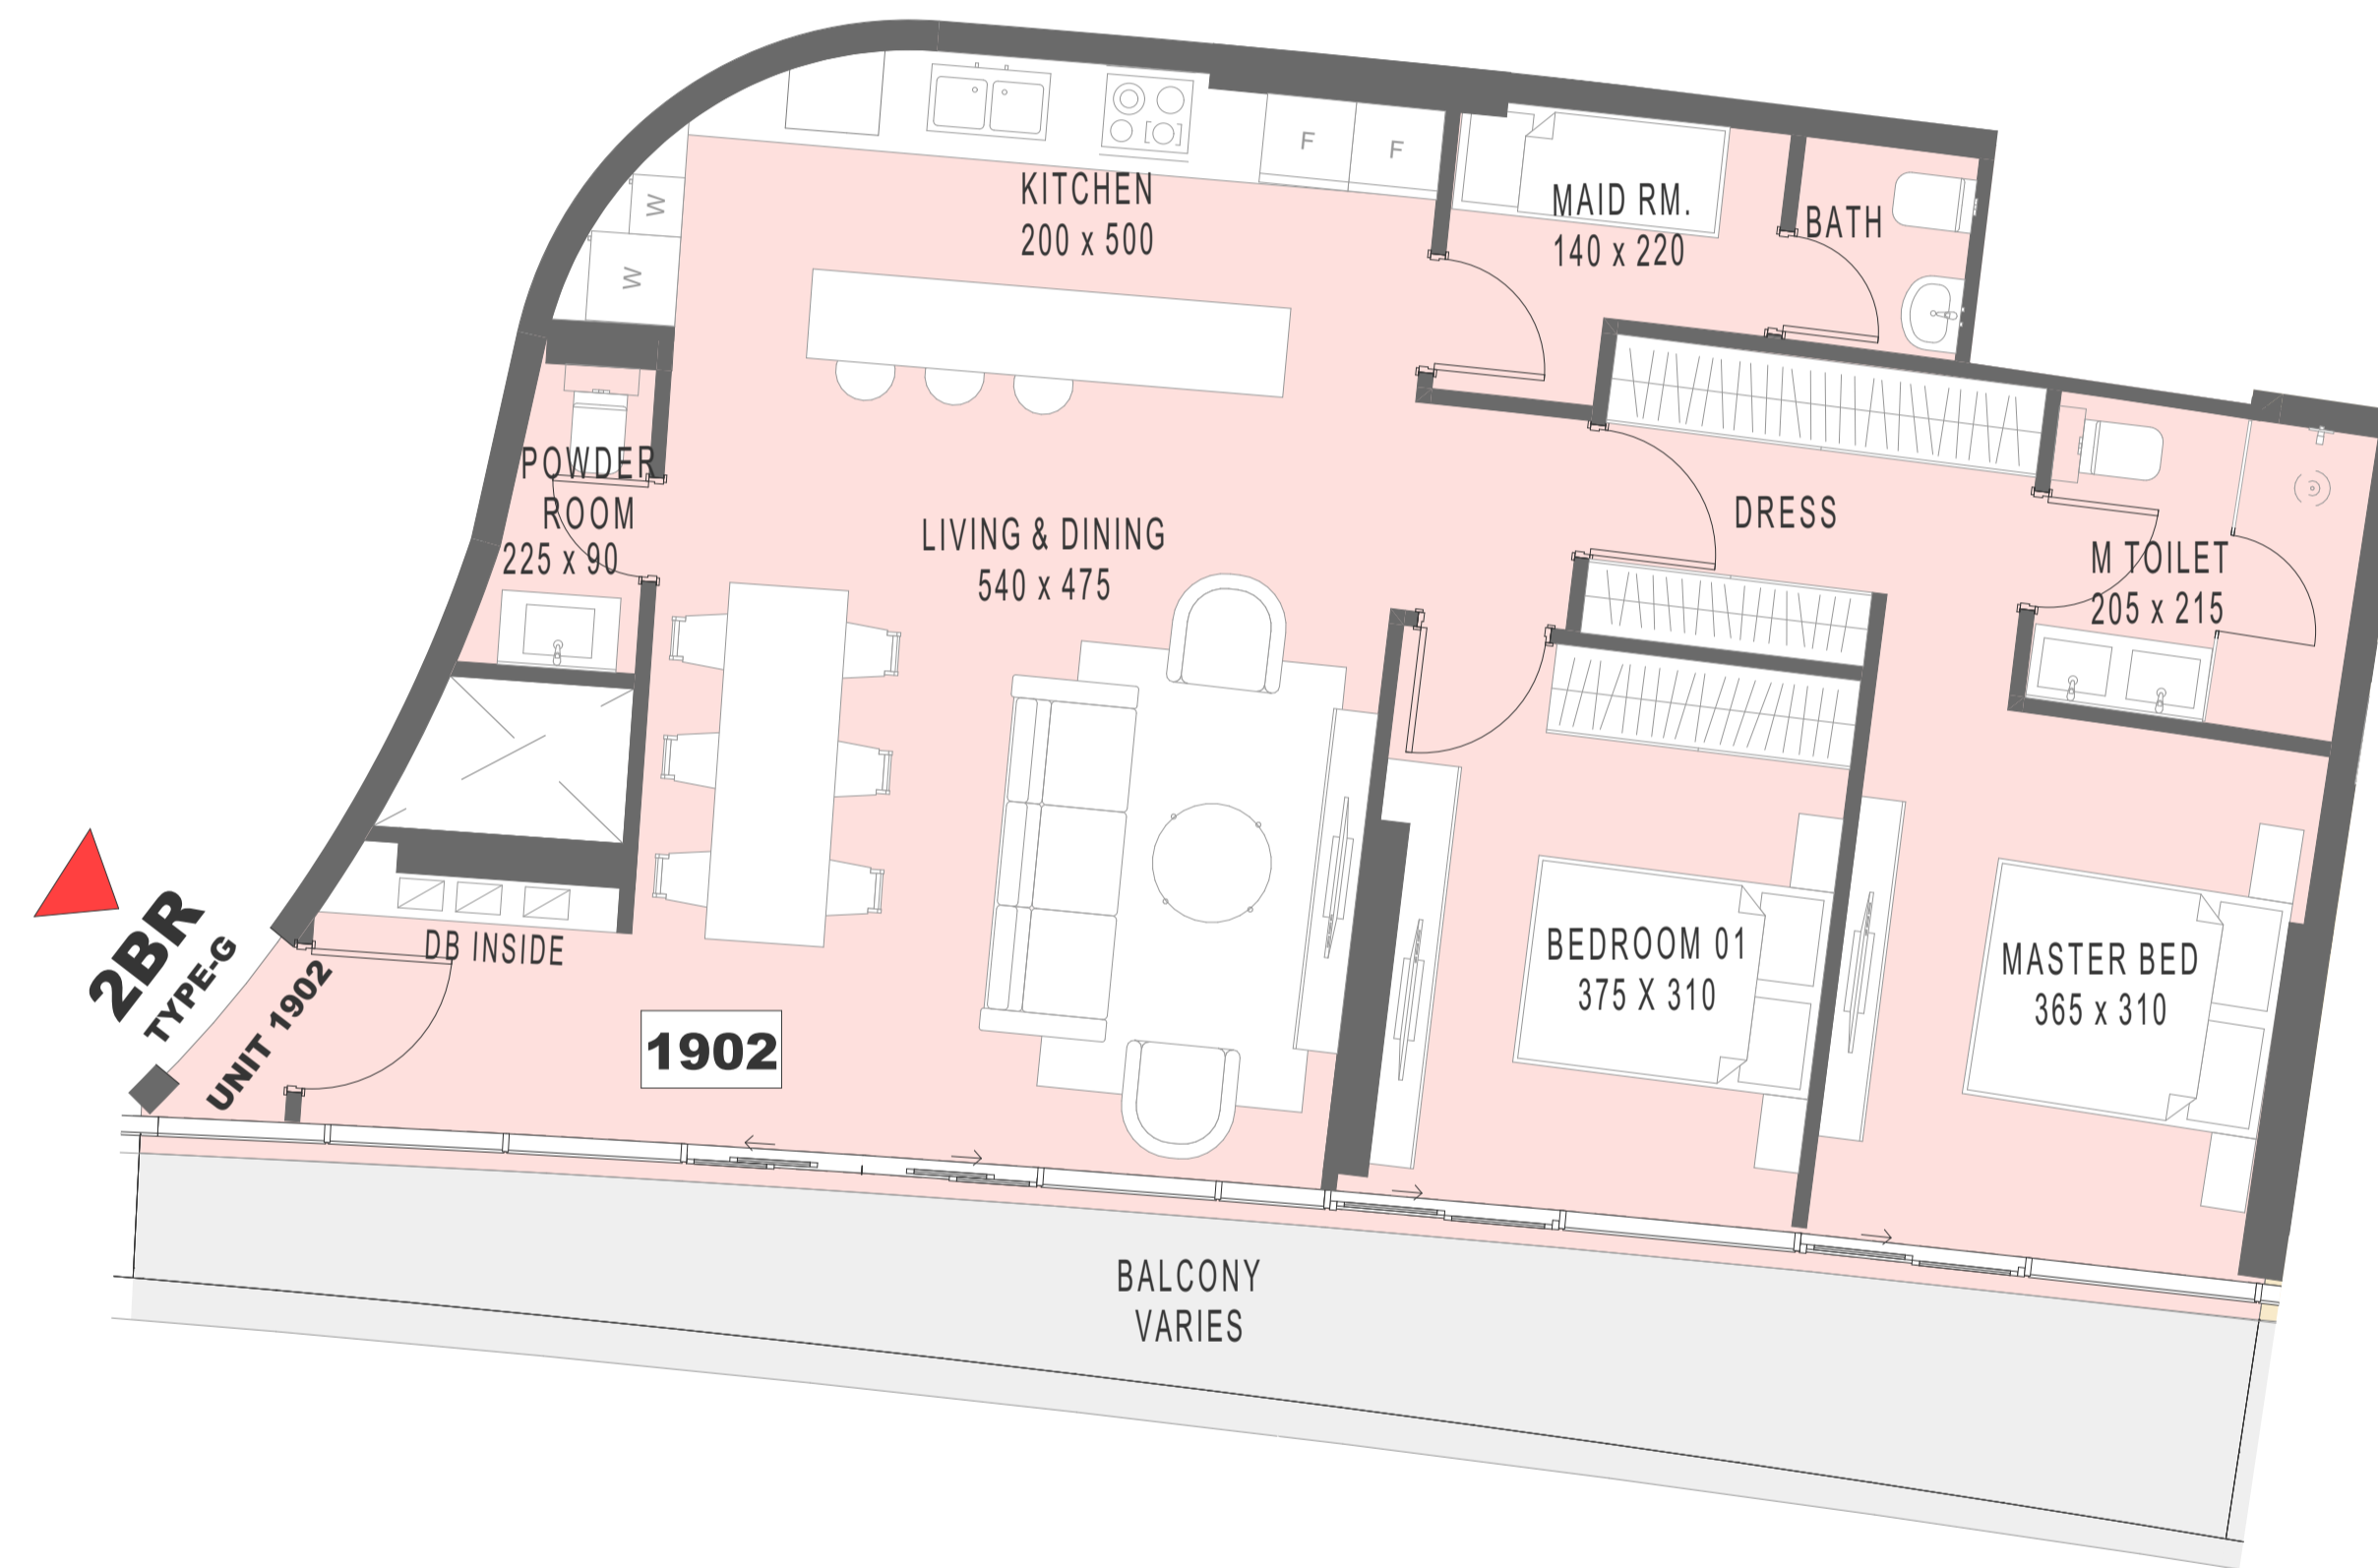 KITCHEN
200 x 500
F
F
MAID RM.
140 x 220
BATH
W
W
POWDER
ROOM
225 x 90
LIVING & DINING
540 x 475
DRESS
M TOILET
205 x 215
2BR
TYPE-G
UNIT 1902
DB INSIDE
1902
BEDROOM 01
375 X 310
MASTER BED
365 x 310
BALCONY
VARIES